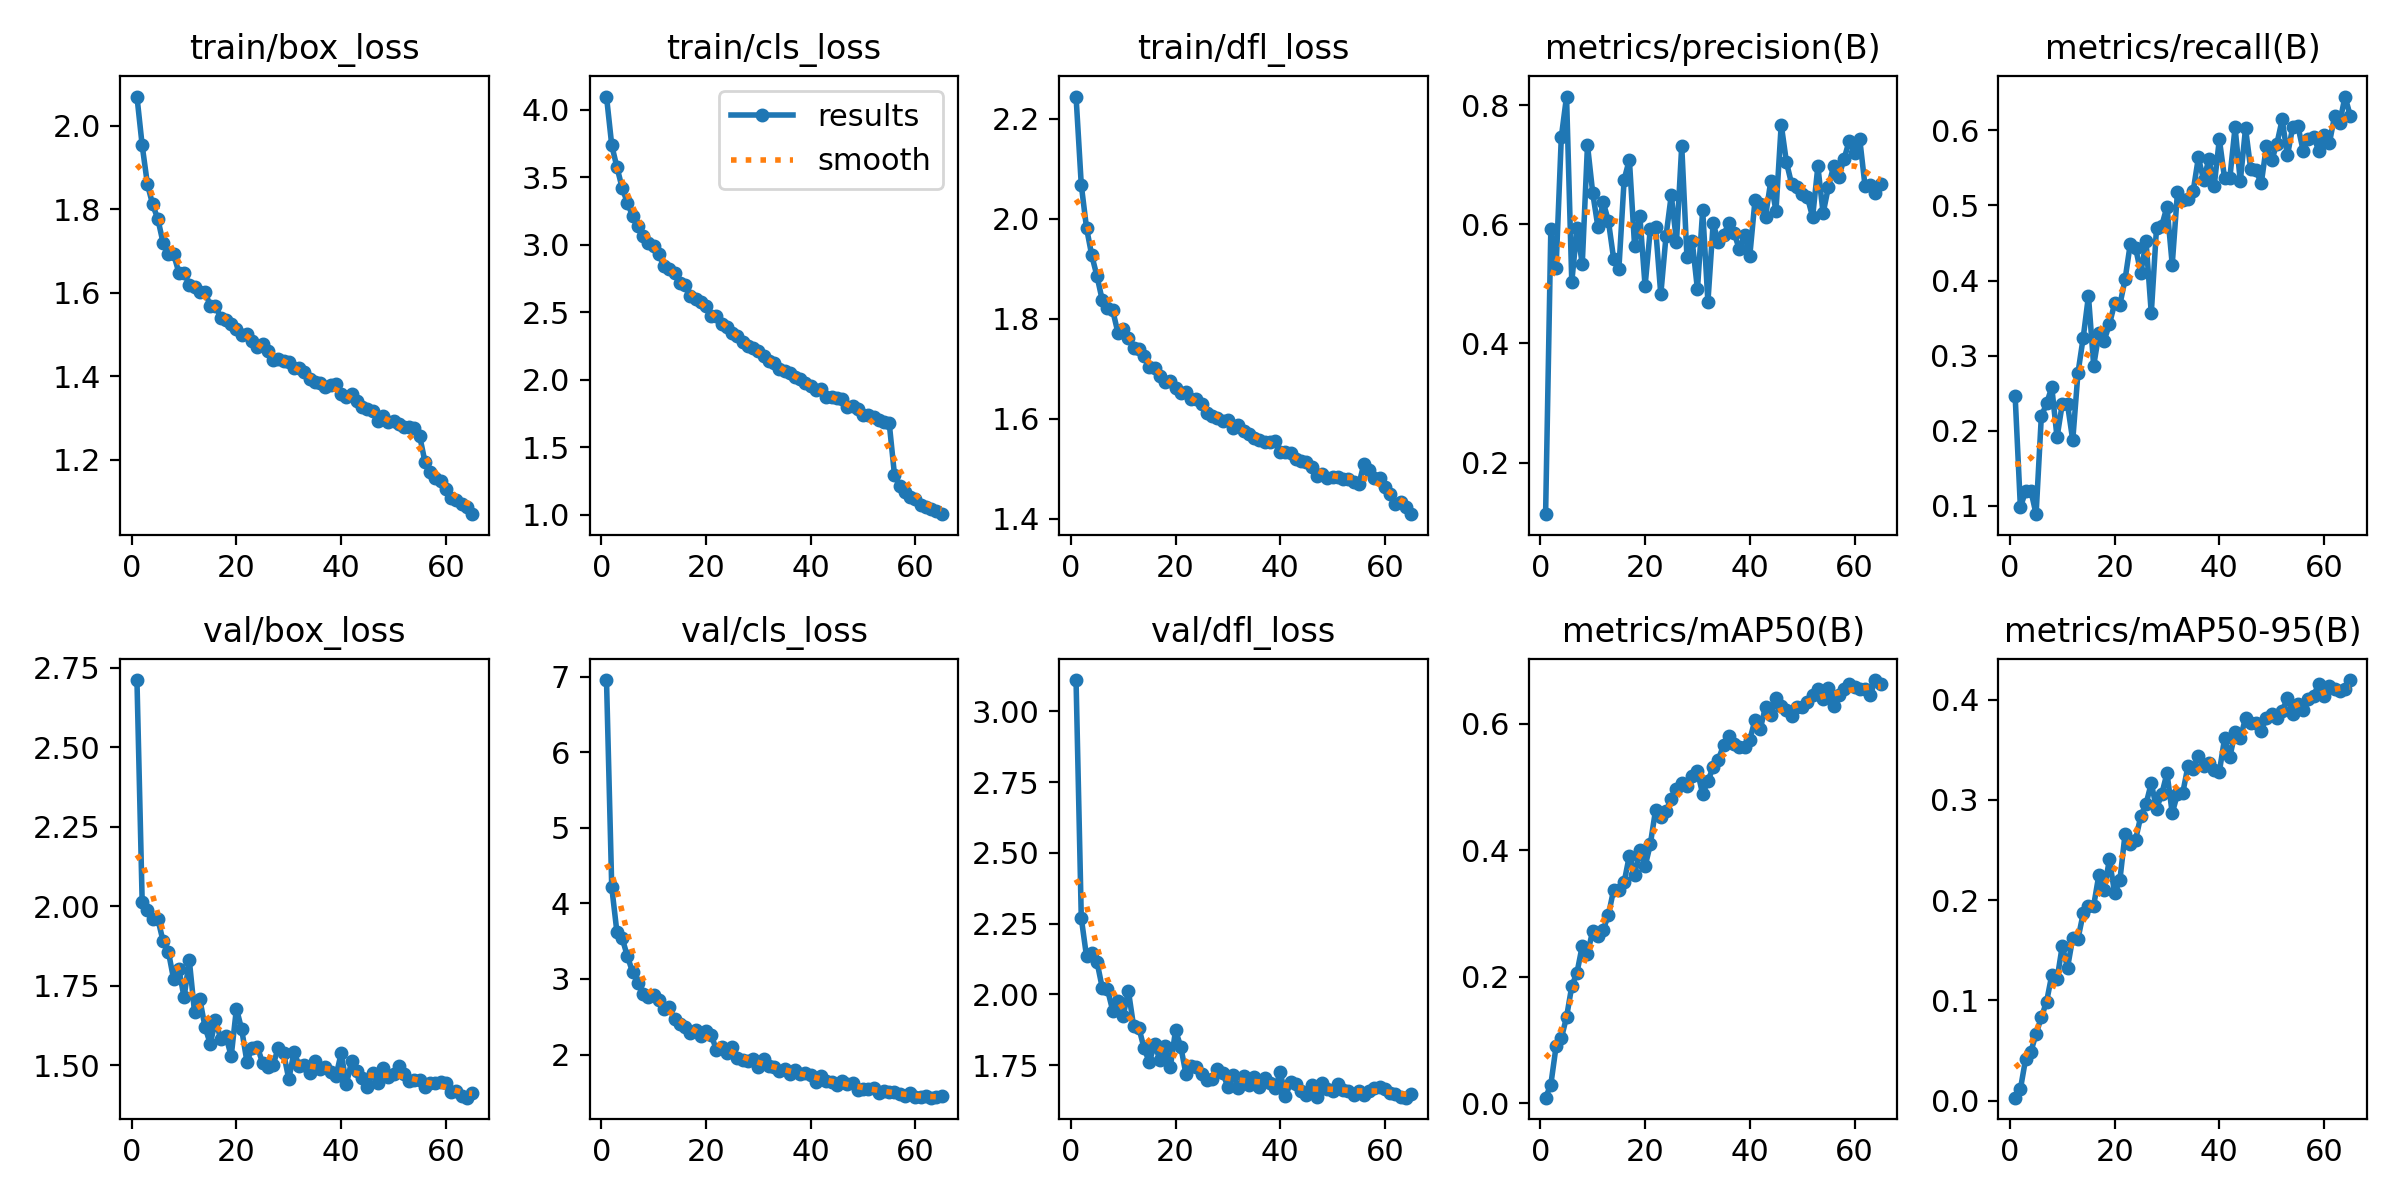 train/box_loss
train/cls_loss
train/dfl_loss
metrics/precision(B)
metrics/recall(B)
2.0
1.8
1.6
1.4
1.2
0 20 40 60
4.0
3.5
3.0
2.5
2.0
1.5
1.0
0 20 40 60
results
smooth
2.2
2.0
1.8
1.6
1.4
0 20 40 60
0.8
0.6
0.4
0.2
0 20 40 60
0.6
0.5
0.4
0.3
0.2
0.1
0 20 40 60
val/box_loss
val/cls_loss
val/dfl_loss
metrics/mAP50(B)
metrics/mAP50-95(B)
2.75
2.50
2.25
2.00
1.75
1.50
0 20 40 60
7
6
5
4
3
2
0 20 40 60
3.00
2.75
2.50
2.25
2.00
1.75
0 20 40 60
0.6
0.4
0.2
0.0
0 20 40 60
0.4
0.3
0.2
0.1
0.0
0 20 40 60